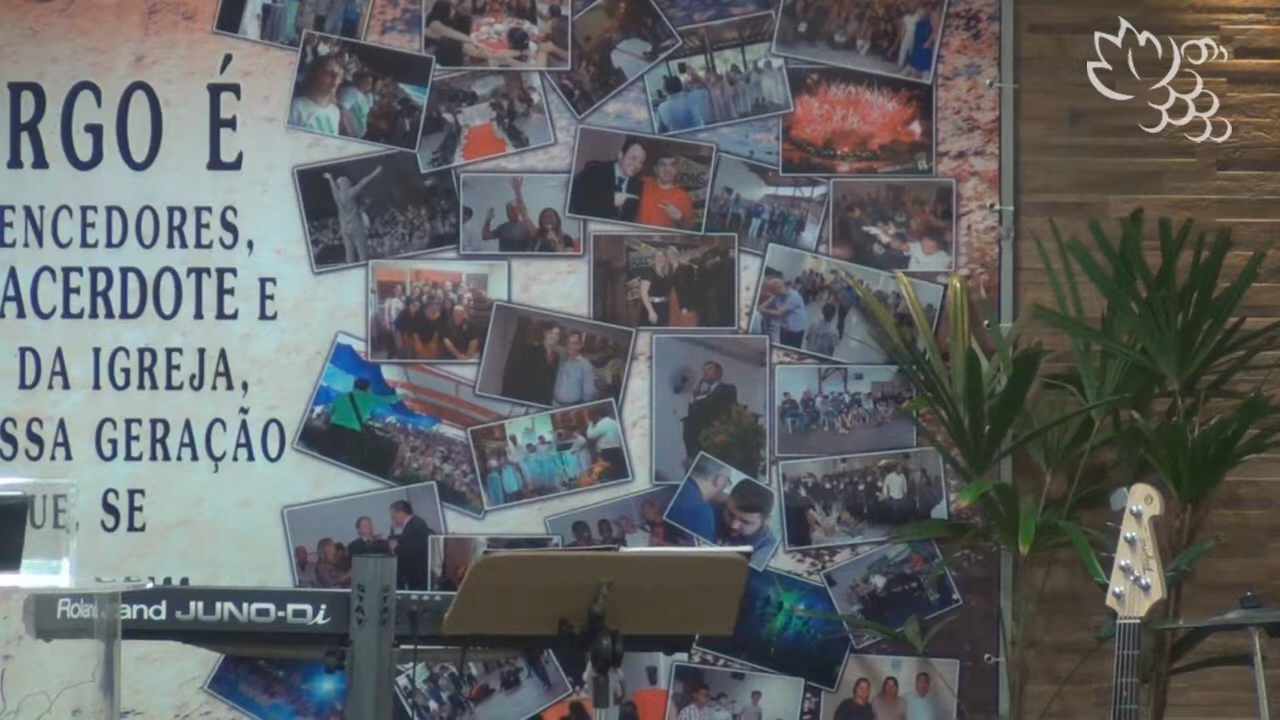 RGO É
ENCEDORES,
ACERDOTE E
DA IGREJA,
SSA GERAÇÃO
UE, SE
Roland JUNO-Di